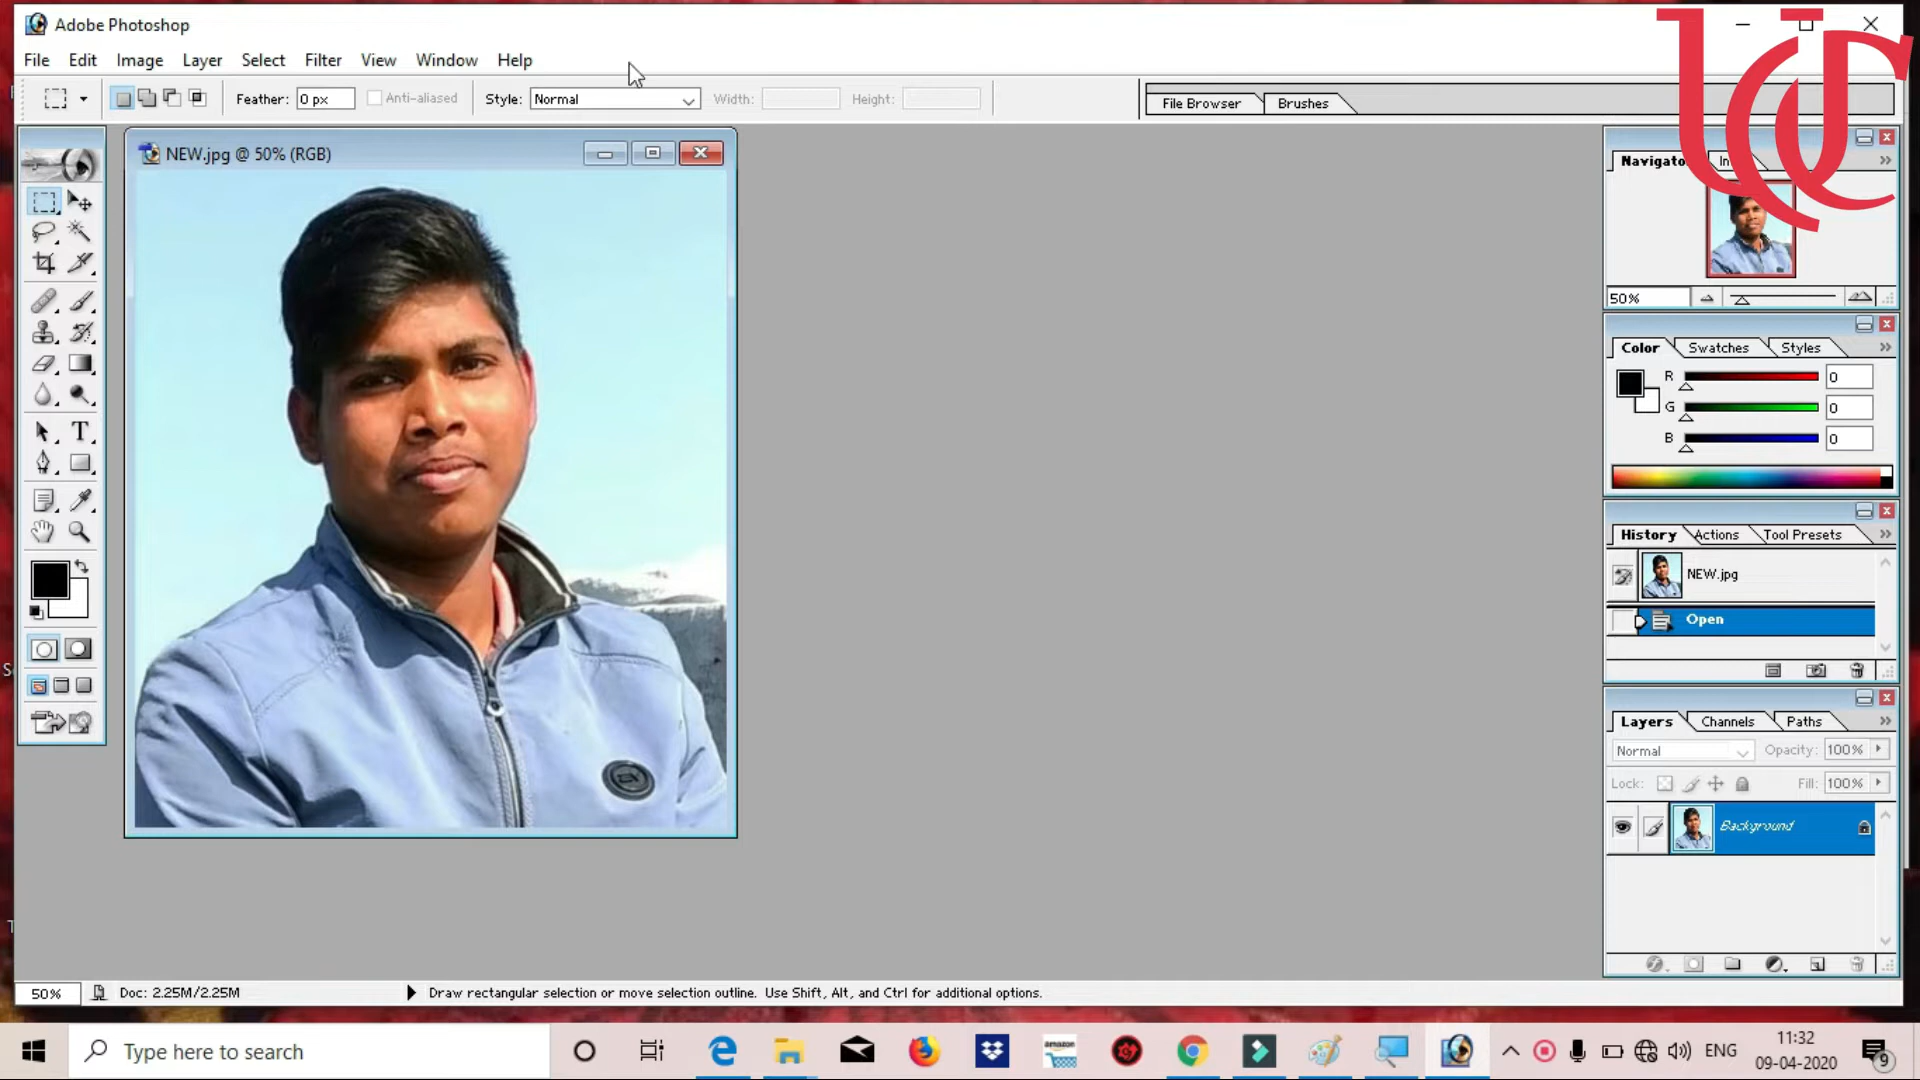 Adobe Photoshop
File Edit Image Layer Select Filter View Window Help
Feather: 0 px Anti-aliased Style: Normal Width: Height: File Browser Brushes
UCC
NEW.jpg @ 50% (RGB)
Navigato In
50%
Color Swatches Styles
R 0
G 0
B 0
T
History Actions Tool Presets
NEW.jpg
Open
Layers Channels Paths
Normal Opacity: 100%
Lock: Fill: 100%
Background
50% Doc: 2.25M/2.25M Draw rectangular selection or move selection outline. Use Shift, Alt, and Ctrl for additional options.
Type here to search
amazon
ENG
11:32
09-04-2020
9